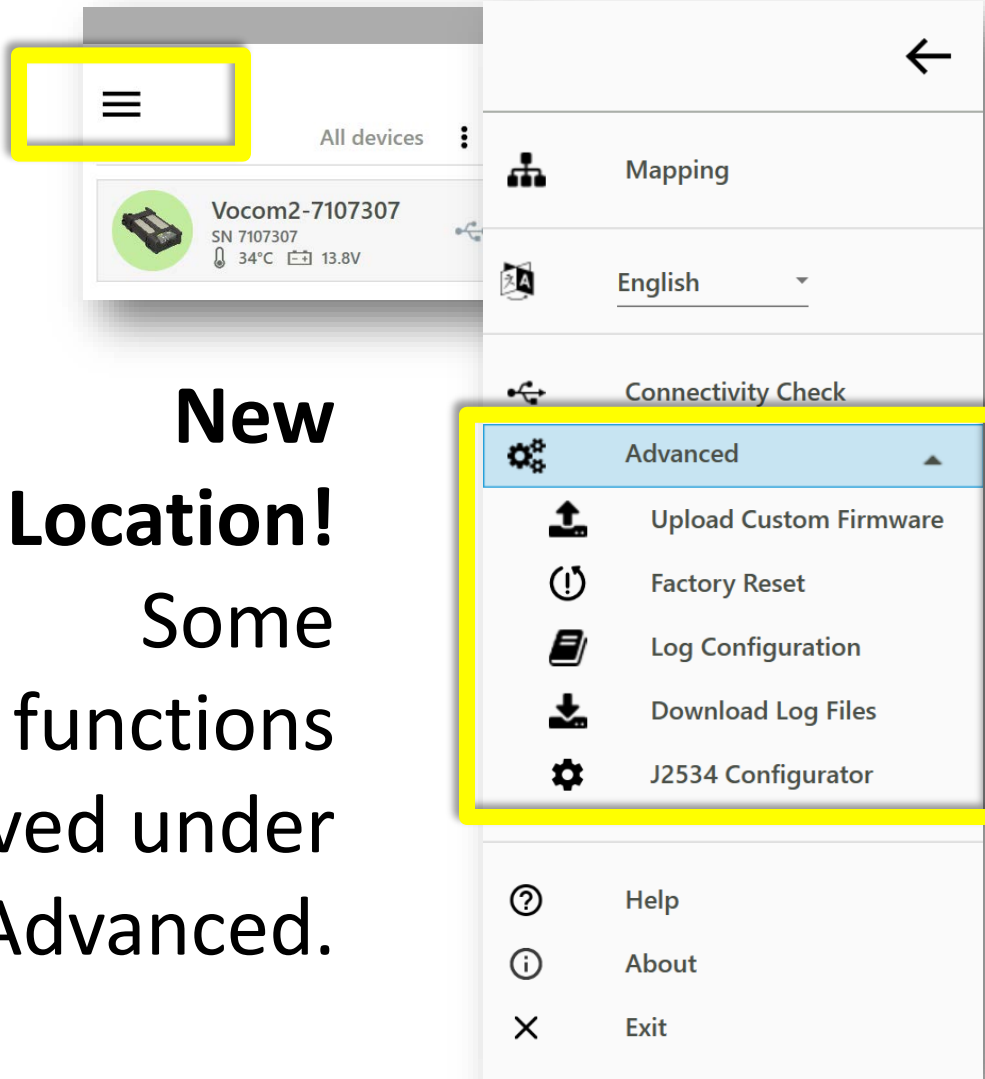 All devices
Vocom2-7107307
SN 7107307
34°C 13.8V
New
Location!
Some
functions
ved under
Advanced.
Mapping
English
Connectivity Check
Advanced
Upload Custom Firmware
Factory Reset
Log Configuration
Download Log Files
J2534 Configurator
Help
About
Exit